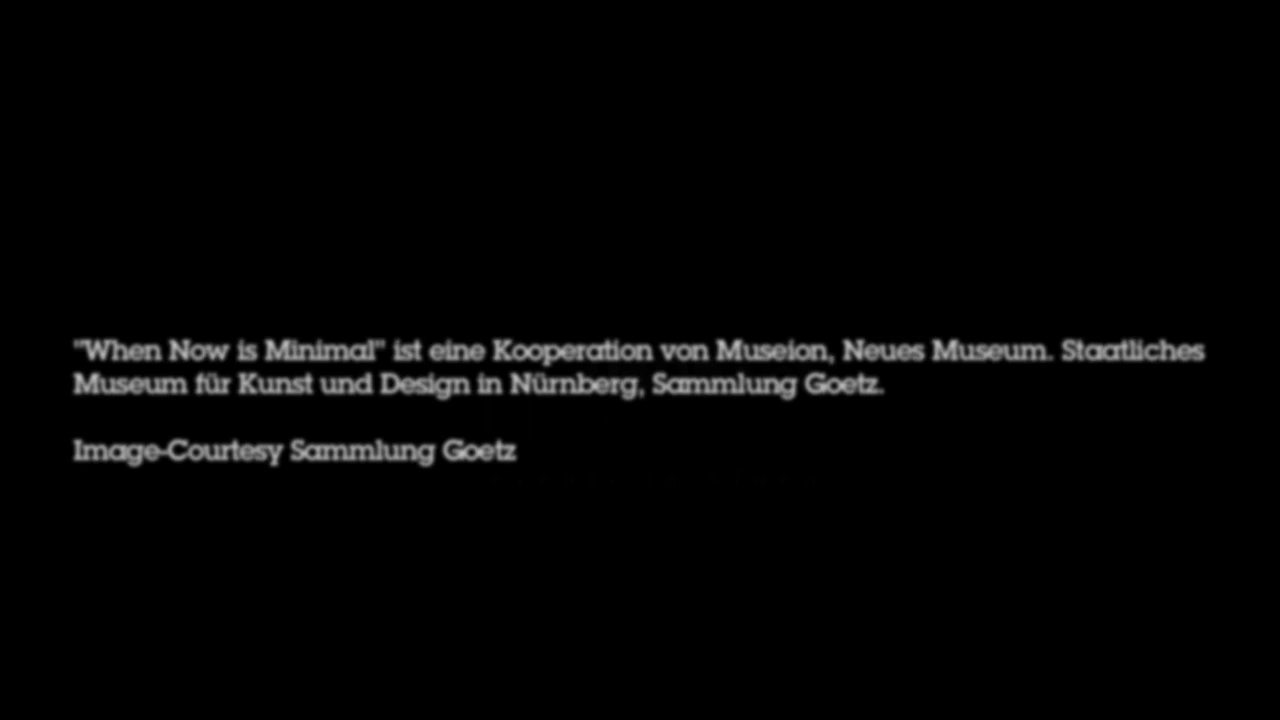 "When Now is Minimal" ist eine Kooperation von Museion, Neues Museum. Staatliches
Museum für Kunst und Design in Nürnberg, Sammlung Goetz.
Image-Courtesy Sammlung Goetz